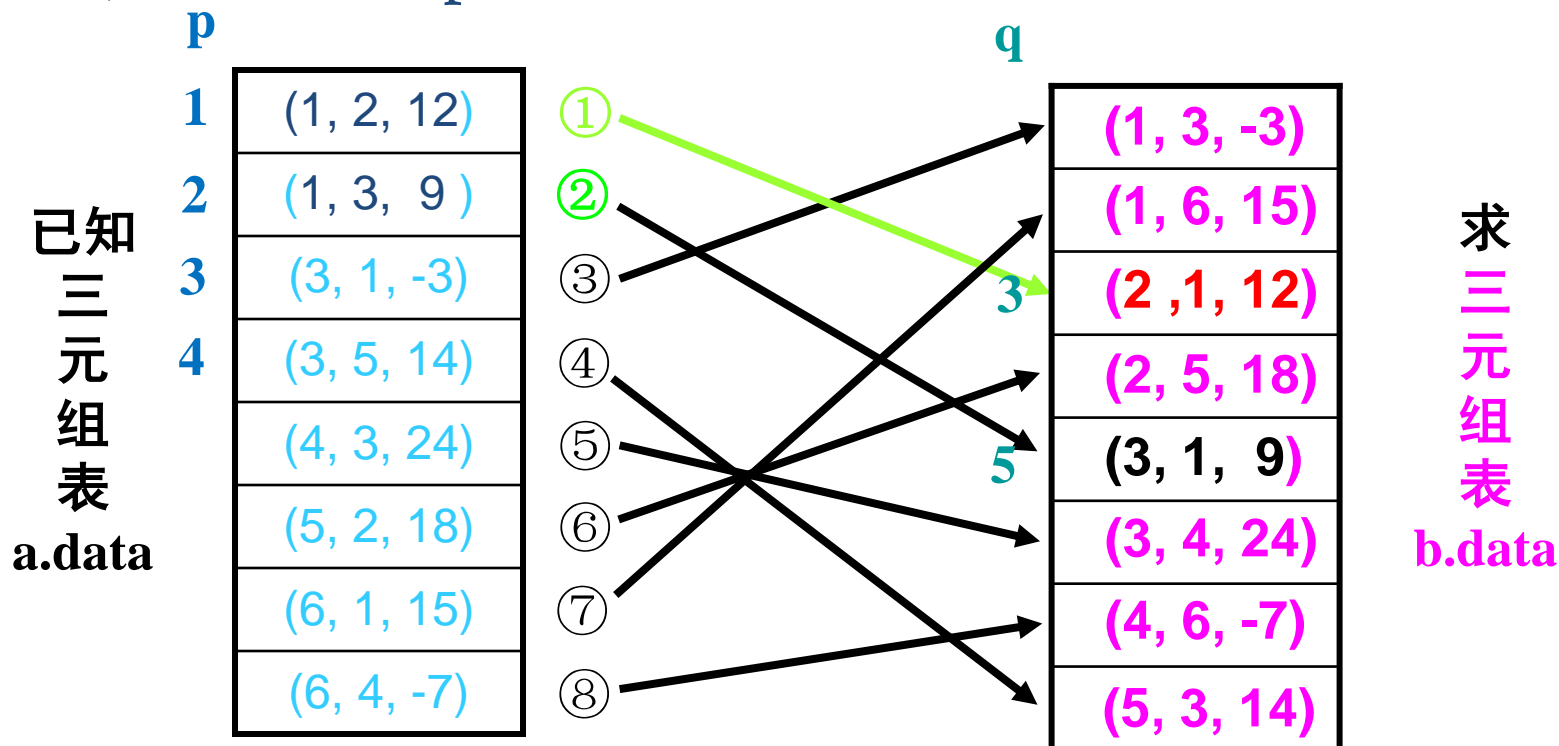 p
q
已知
三
元
组
表
a.data
1
2
3
4
(1, 2, 12)
(1, 3, 9 )
(3, 1, -3)
(3, 5, 14)
(4, 3, 24)
(5, 2, 18)
(6, 1, 15)
(6, 4, -7)
①
②
③
④
⑤
⑥
⑦
⑧
3
5
(1, 3, -3)
(1, 6, 15)
(2 ,1, 12)
(2, 5, 18)
(3, 1, 9)
(3, 4, 24)
(4, 6, -7)
(5, 3, 14)
求
三
元
组
表
b.data